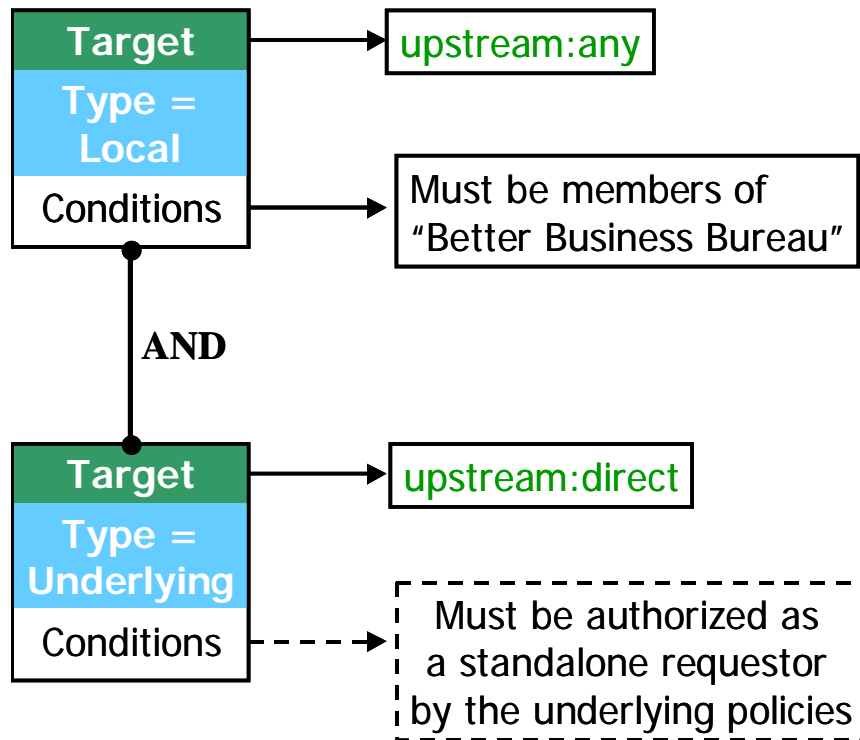 Target
upstream:any
Type =
Local
Conditions
Must be members of
“Better Business Bureau”
AND
Target
upstream:direct
Type =
Underlying
Conditions
Must be authorized as
a standalone requestor
by the underlying policies